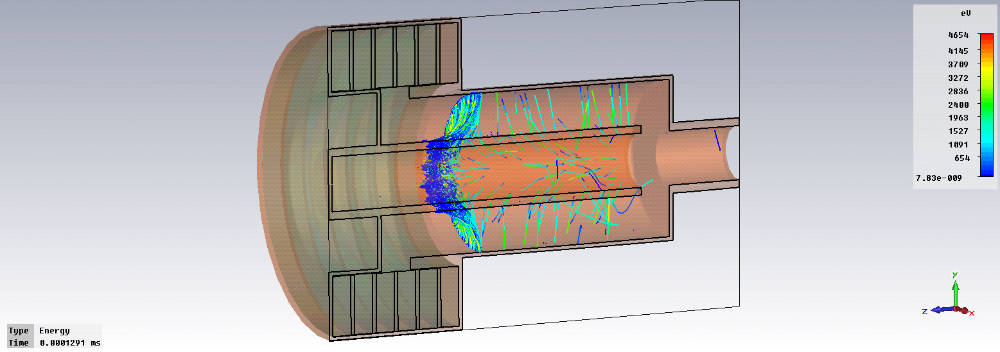 eV
4654
4145
3709
3272
2836
2400
1963
1527
1091
654
7.83e-009
y
z
x
Type Energy
Time 0.0001291 ms